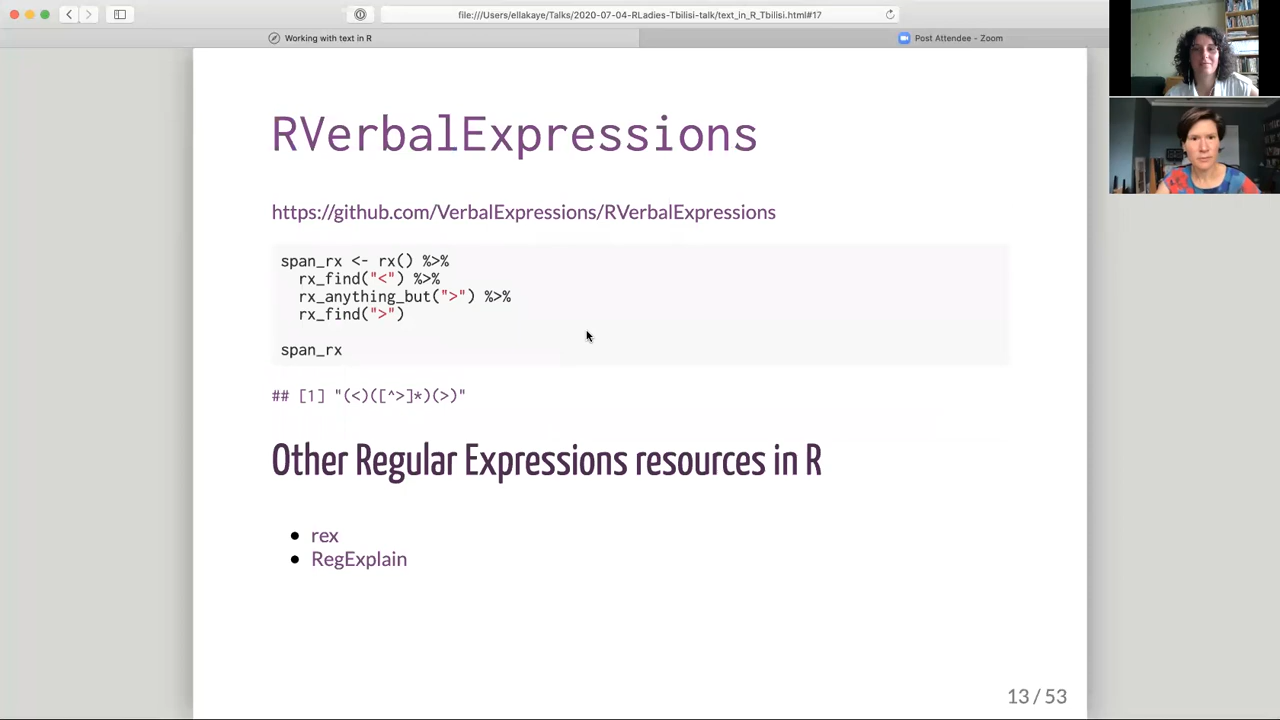 file:///Users/ellakaye/Talks/2020-07-04-RLadies-Tbilisi-talk/text_in_R_Tbilisi.html#17
Working with text in R
Post Attendee - Zoom
RVerbalExpressions
https://github.com/VerbalExpressions/RVerbalExpressions
span_rx <- rx() %>%
  rx_find("<") %>%
  rx_anything_but(">") %>%
  rx_find(">")
span_rx
## [1] "(<)([^>]*)(>)"
Other Regular Expressions resources in R
• rex
• RegExplain
13 / 53